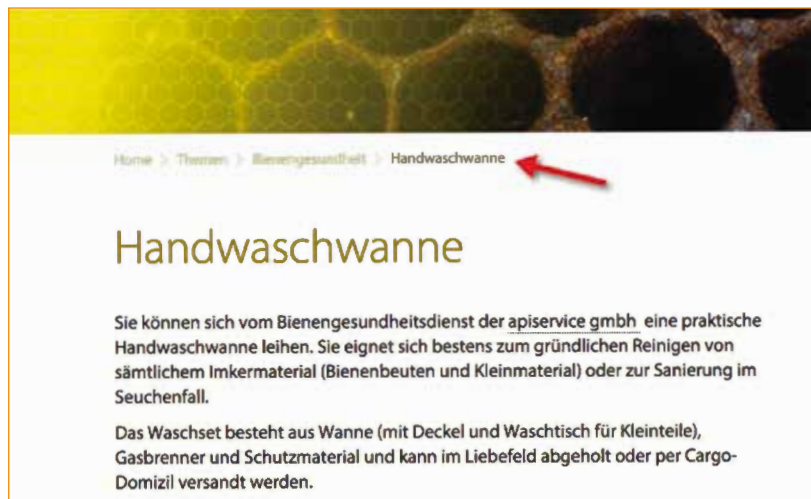 Home > Themen > Bienengesundheit > Handwaschwanne
Handwaschwanne
Sie können sich vom Bienengesundheitsdienst der apiservice gmbh eine praktische
Handwaschwanne leihen. Sie eignet sich bestens zum gründlichen Reinigen von
sämtlichem Imkermaterial (Bienenbeuten und Kleinmaterial) oder zur Sanierung im
Seuchenfall.
Das Waschset besteht aus Wanne (mit Deckel und Waschtisch für Kleinteile),
Gasbrenner und Schutzmaterial und kann im Liebefeld abgeholt oder per Cargo-
Domizil versandt werden.